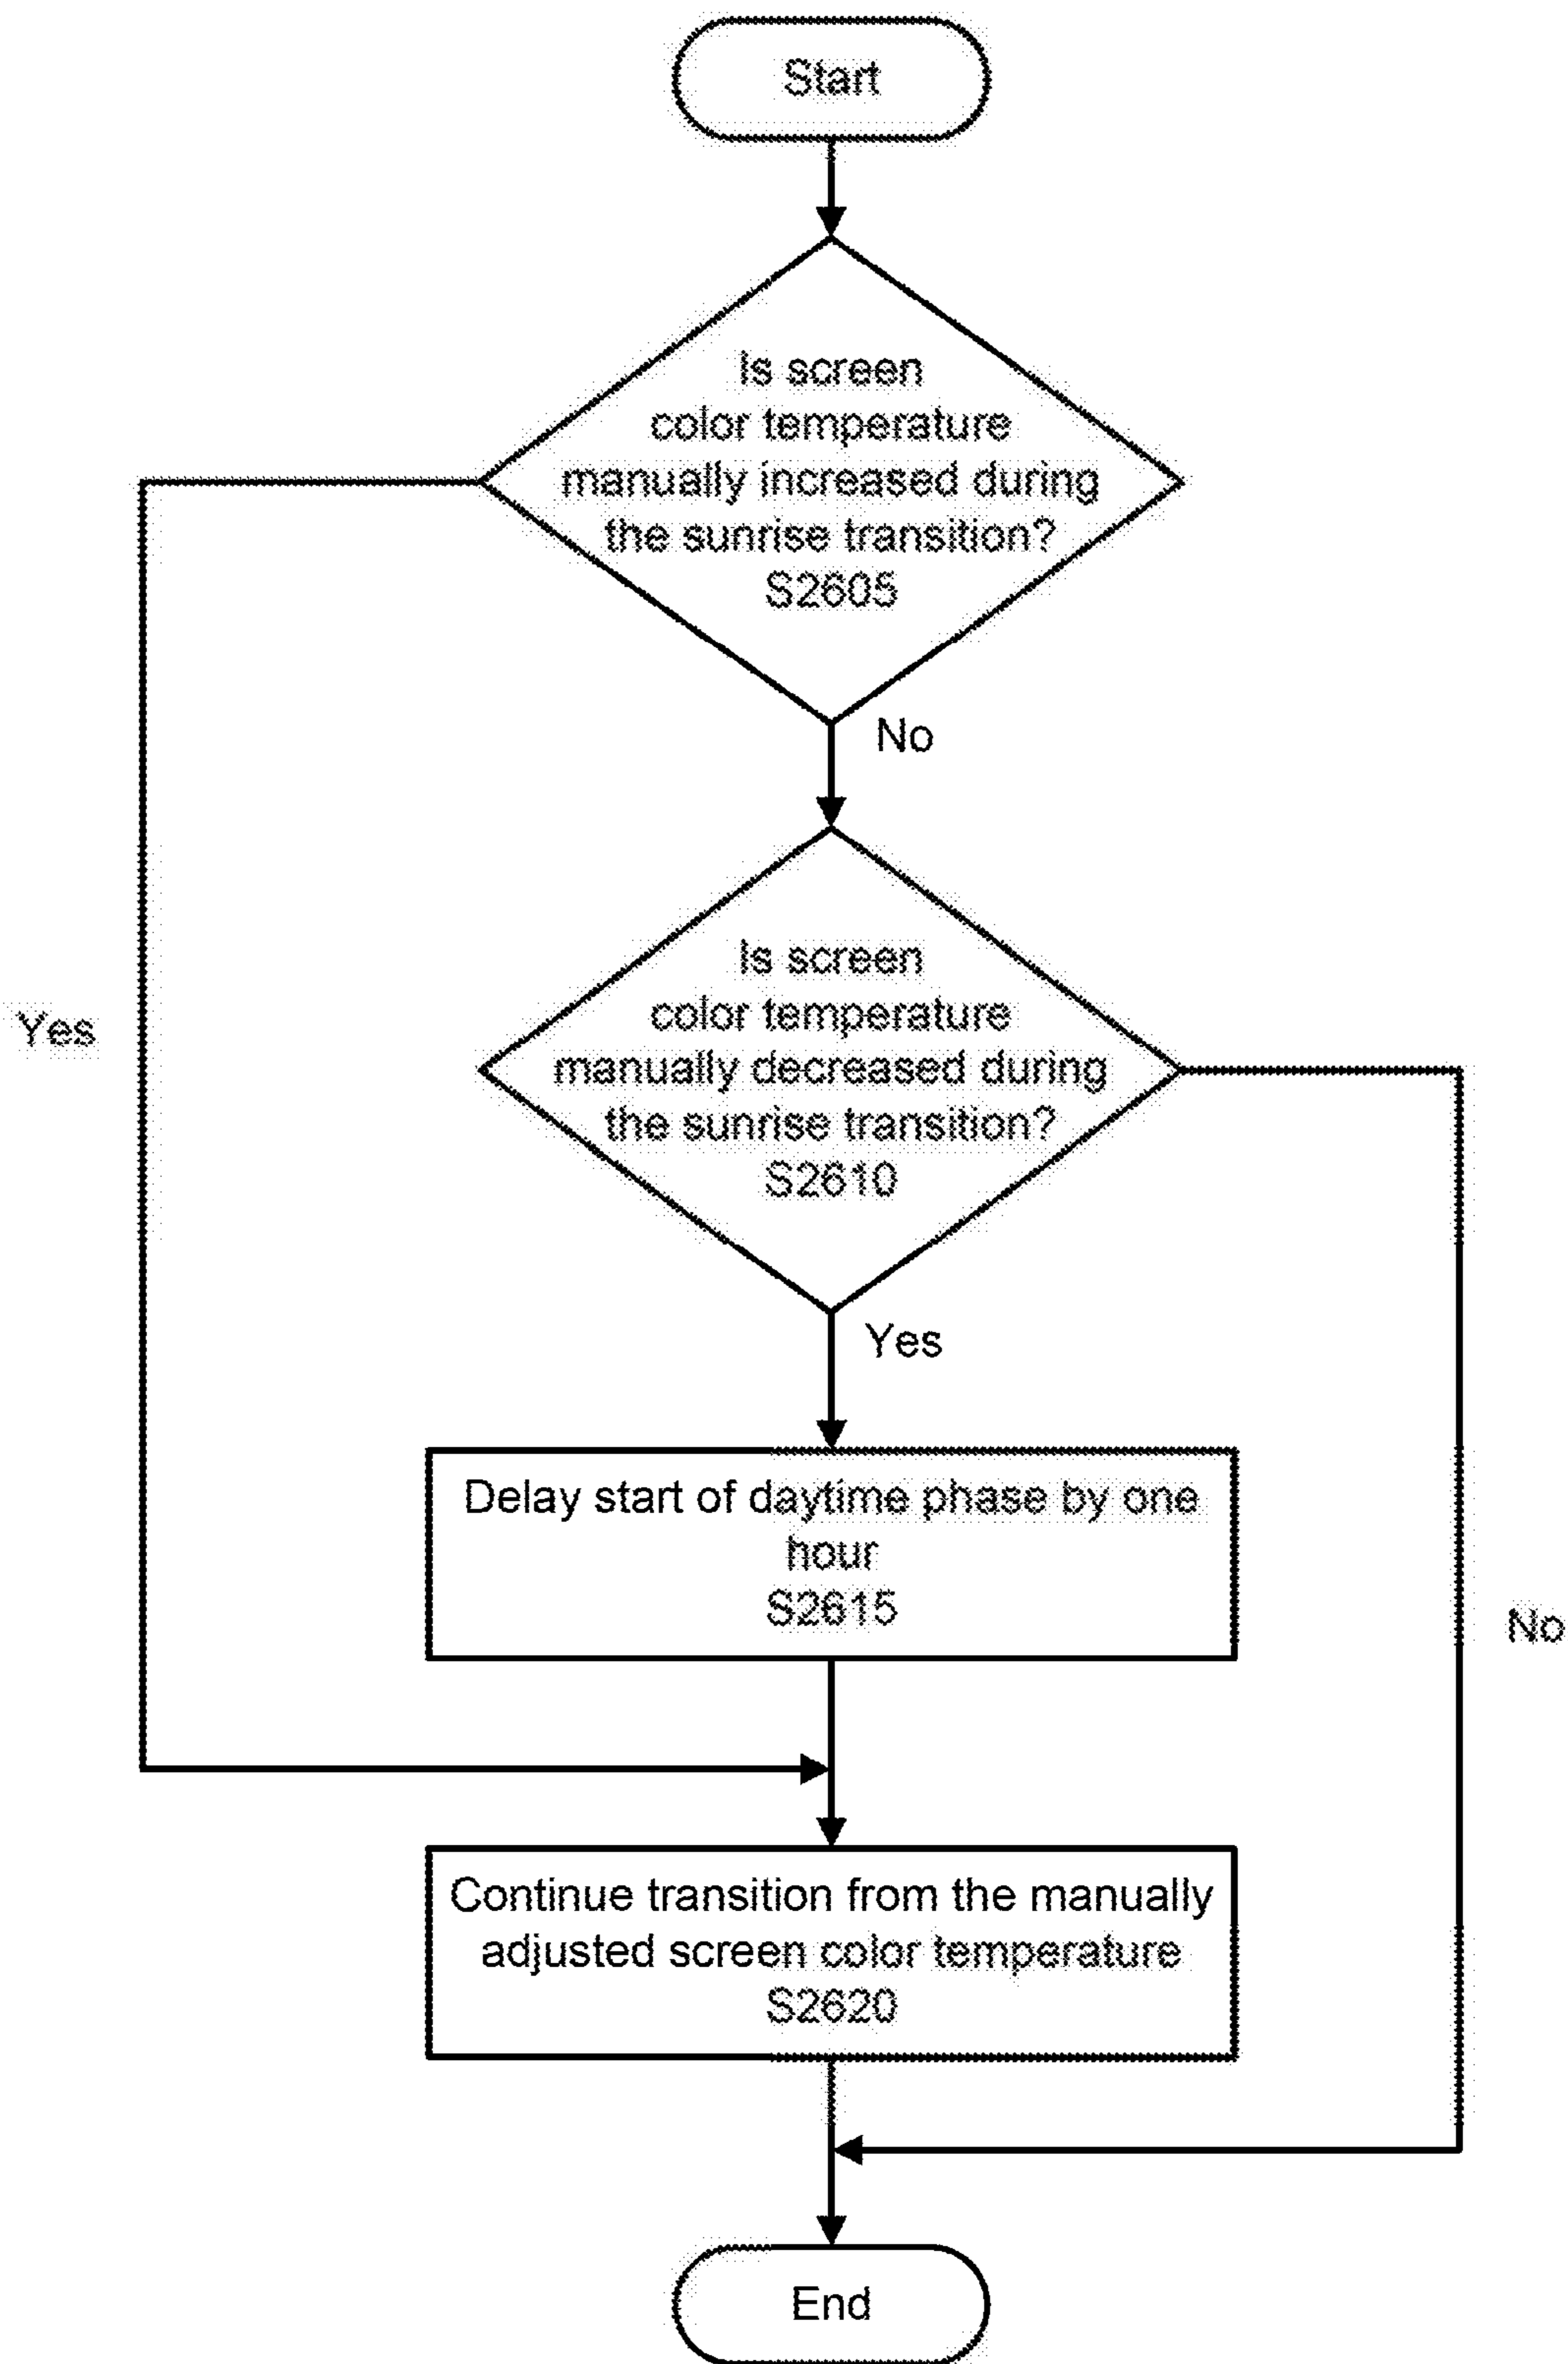 Start
Is screen
color temperature
manually increased during
the sunrise transition?
S2605
No
Is screen
color temperature
manually decreased during
the sunrise transition?
S2610
Yes
Yes
Delay start of daytime phase by one
hour
S2615
No
Continue transition from the manually
adjusted screen color temperature
S2620
End